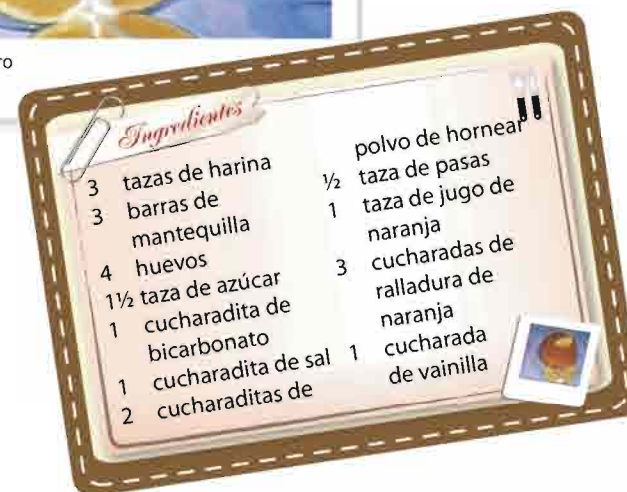 ro
Ingredientes
3 tazas de harina
3 barras de
mantequilla
4 huevos
1½ taza de azúcar
1 cucharadita de
bicarbonato
1 cucharadita de sal
2 cucharaditas de
polvo de hornear
½ taza de pasas
1 taza de jugo de
naranja
3 cucharadas de
ralladura de
naranja
1 cucharada
de vainilla